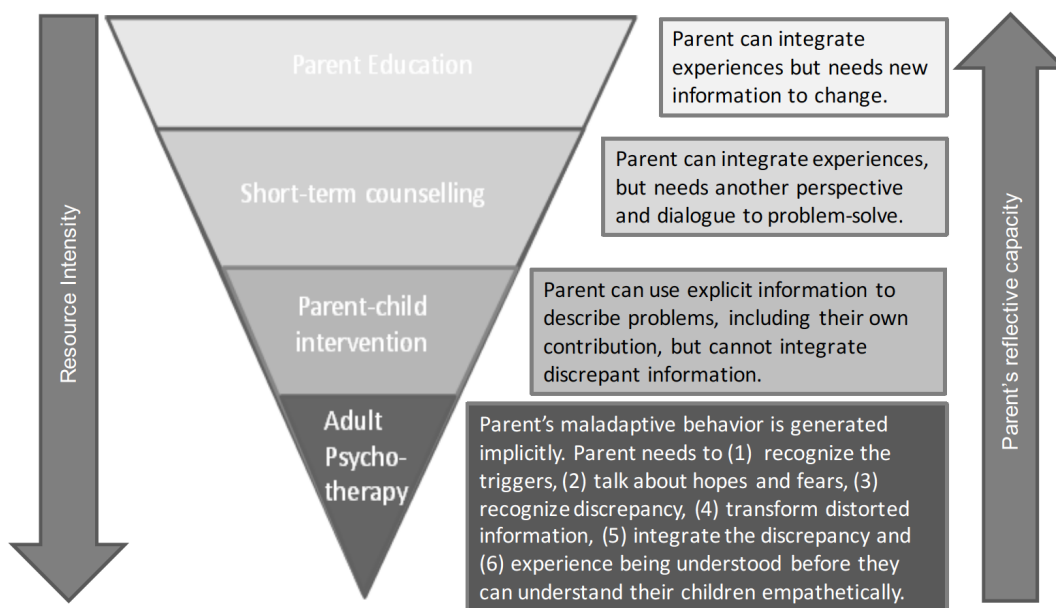 Parent Education
Parent can integrate
experiences but needs new
information to change.
Short-term counselling
Parent can integrate experiences,
but needs another perspective
and dialogue to problem-solve.
Parent-child
intervention
Parent can use explicit information to
describe problems, including their own
contribution, but cannot integrate
discrepant information.
Adult
Psycho-
therapy
Parent’s maladaptive behavior is generated
implicitly. Parent needs to (1) recognize the
triggers, (2) talk about hopes and fears, (3)
recognize discrepancy, (4) transform distorted
information, (5) integrate the discrepancy and
(6) experience being understood before they
can understand their children empathetically.
Resource Intensity
Parent’s reflective capacity